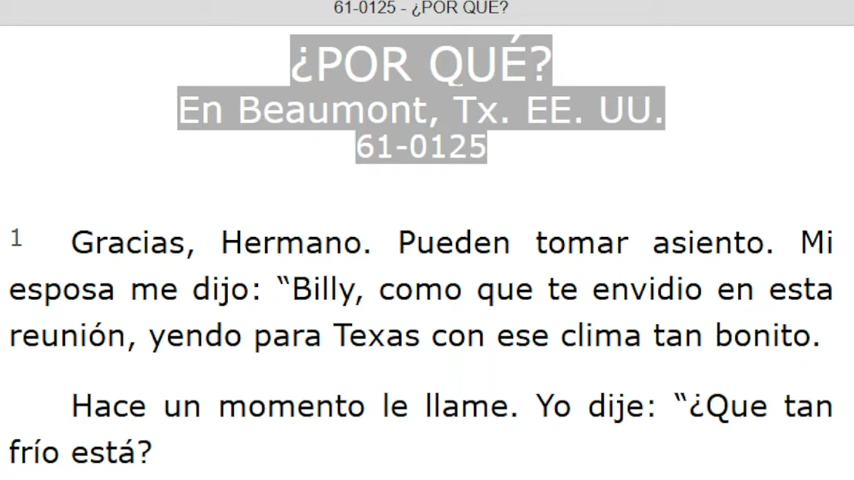 61-0125 - ¿POR QUÉ?
¿POR QUÉ?
En Beaumont, Tx. EE. UU.
61-0125
1 Gracias, Hermano. Pueden tomar asiento. Mi
esposa me dijo: “Billy, como que te envidio en esta
reunión, yendo para Texas con ese clima tan bonito.
Hace un momento le llame. Yo dije: “¿Que tan
frío está?